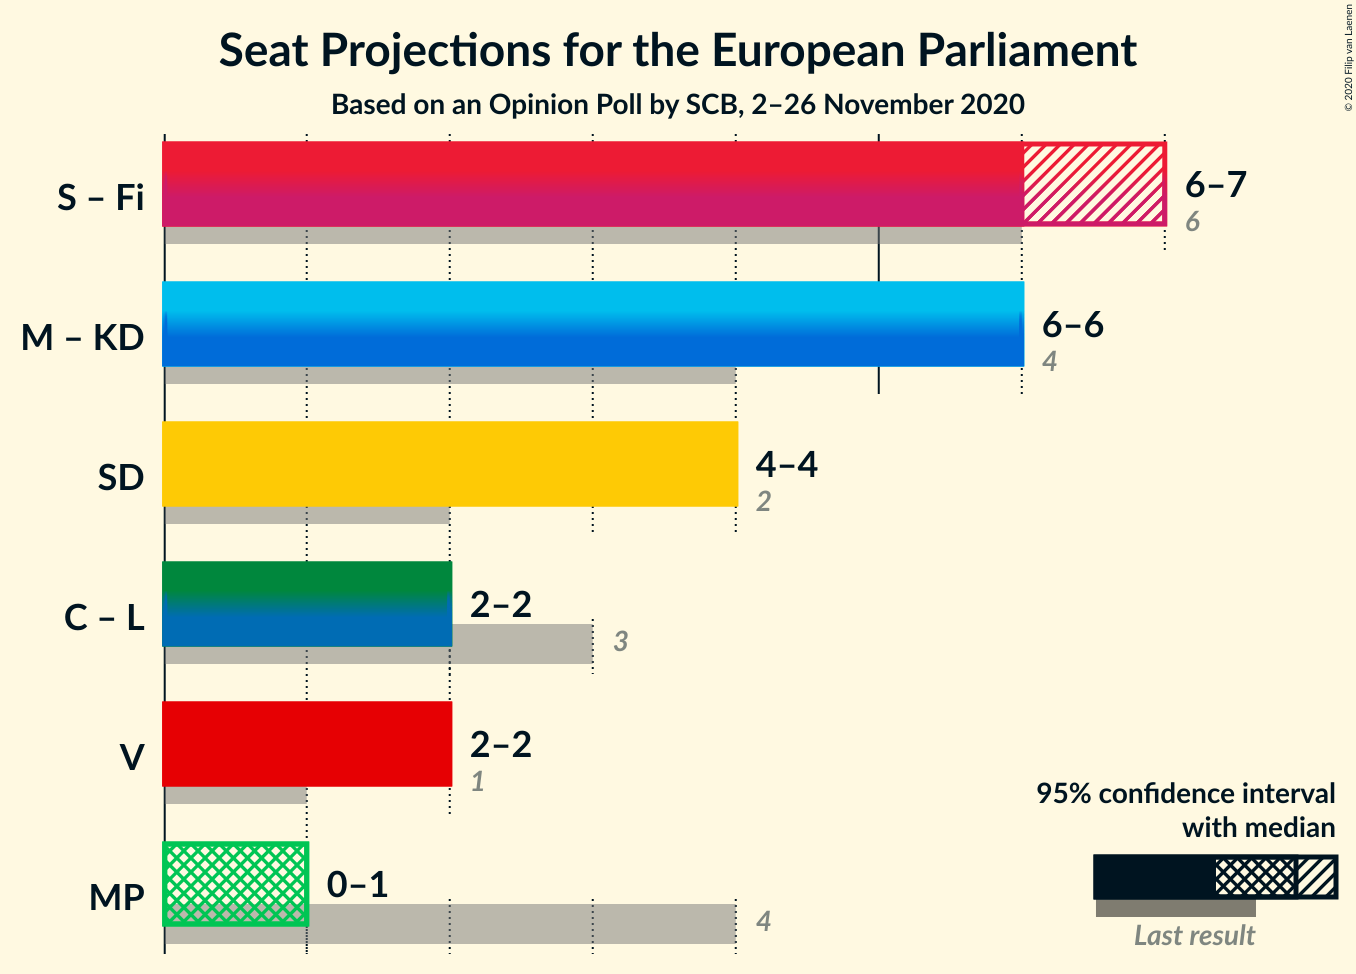 Seat Projections for the European Parliament
Based on an Opinion Poll by SCB, 2–26 November 2020
© 2020 Filip van Laenen
S – Fi
6–7
6
M – KD
6–6
4
SD
4–4
2
C – L
2–2
3
V
2–2
1
MP
0–1
4
95% confidence interval
with median
Last result